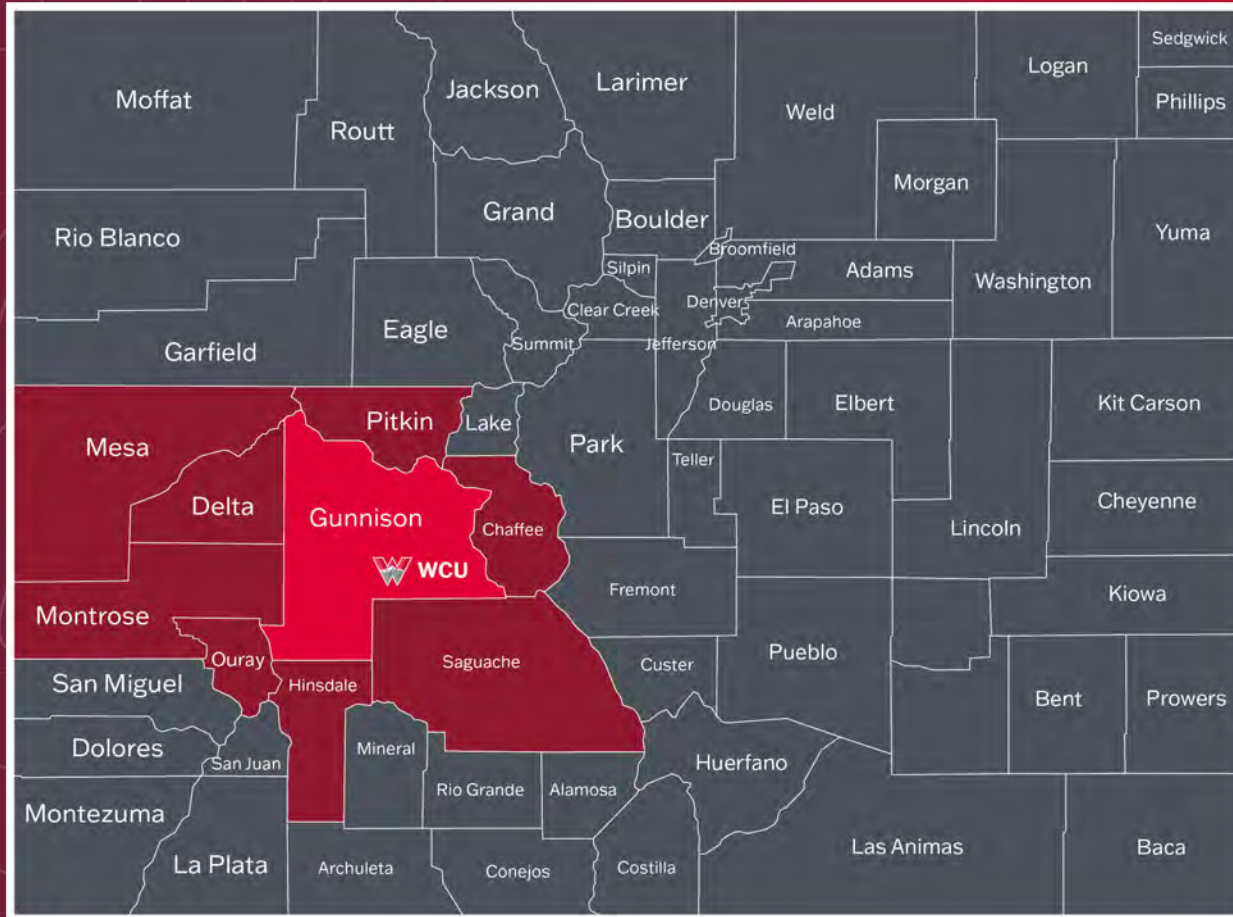 Sedgwick
Logan
Larimer
Jackson
Moffat
Phillips
Weld
Routt
Morgan
Grand
Boulder
Yuma
Rio Blanco
Broomfield
Silpin
Adams
Washington
Denver
Clear Creek
Arapahoe
Eagle
Summit
Jefferson
Garfield
Douglas
Elbert
Kit Carson
Pitkin
Lake
Park
Mesa
Teller
Delta
El Paso
Cheyenne
Gunnison
Chaffee
Lincoln
WCU
Fremont
Kiowa
Montrose
Ouray
Saguache
Custer
Pueblo
San Miguel
Hinsdale
Bent
Prowers
Dolores
Mineral
San Juan
Huerfano
Rio Grande
Alamosa
Montezuma
La Plata
Archuleta
Conejos
Costilla
Las Animas
Baca